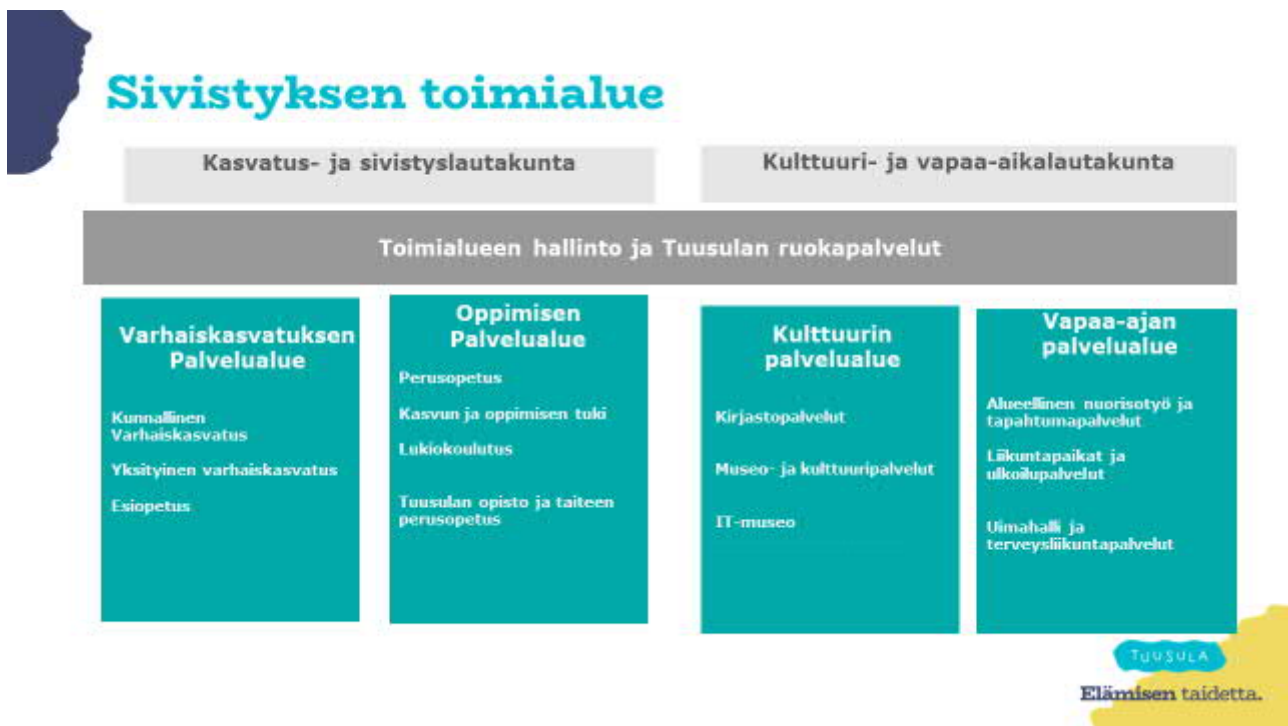 Sivistyksen toimialue
Kasvatus- ja sivistyslautakunta
Kulttuuri- ja vapaa-aikalautakunta
Toimialueen hallinto ja Tuusulan ruokapalvelut
Varhaiskasvatuksen
Palvelualue
Kunnallinen
Varhaiskasvatus
Yksityinen varhaiskasvatus
Esiopetus
Oppimisen
Palvelualue
Perusopetus
Kasvun ja oppimisen tuki
Lukiokoulutus
Tuusulan opisto ja taiteen
perusopetus
Kulttuurin
palvelualue
Kirjastopalvelut
Museo- ja kulttuuripalvelut
IT-museo
Vapaa-ajan
palvelualue
Alueellinen nuorisotyö ja
tapahtumapalvelut
Liikuntapaikat ja
ulkoilupalvelut
Uimahalli ja
terveysliikuntapalvelut
TUUSULA
Elämisen taidetta.